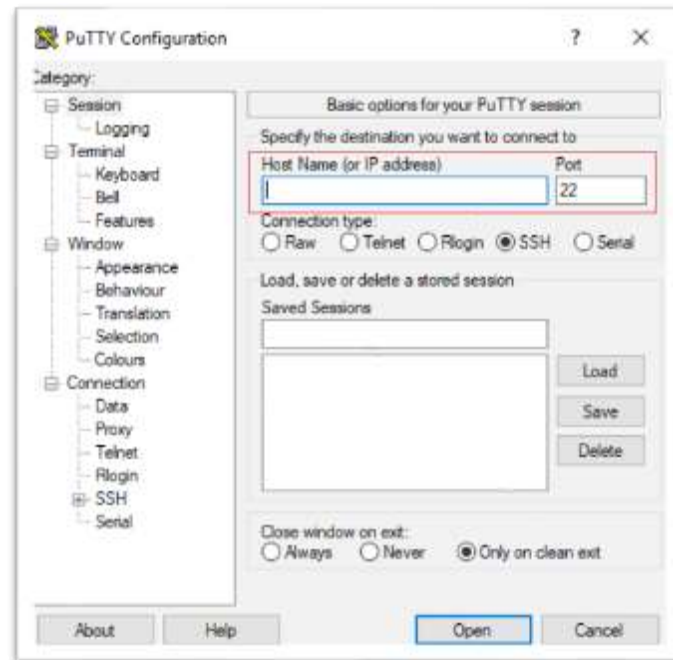 PuTTY Configuration ? ×
Category:
Session
Logging
Terminal
Keyboard
Bell
Features
Window
Appearance
Behaviour
Translation
Selection
Colours
Connection
Data
Proxy
Telnet
Rlogin
SSH
Serial
Basic options for your PuTTY session
Specify the destination you want to connect to
Host Name (or IP address) Port
22
Connection type:
Raw Telnet Rlogin SSH Serial
Load, save or delete a stored session
Saved Sessions
Load
Save
Delete
Close window on exit:
Always Never Only on clean exit
About Help Open Cancel